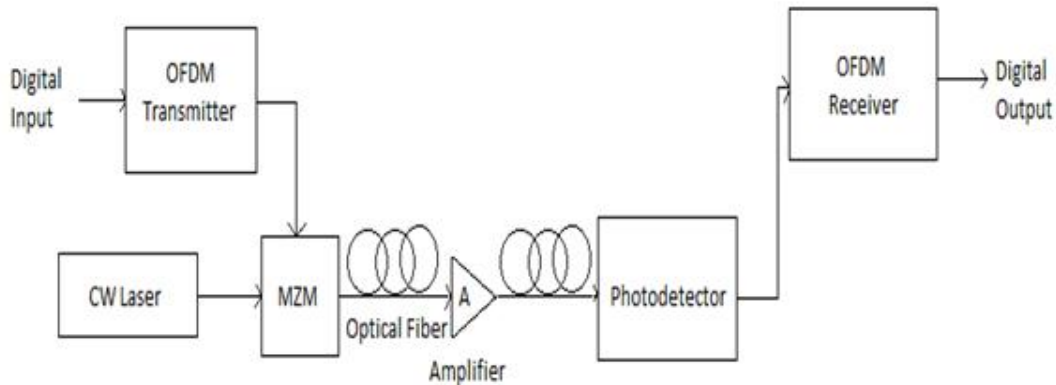 Digital
Input
OFDM
Transmitter
OFDM
Receiver
Digital
Output
CW Laser
MZM
Optical Fiber
A
Amplifier
Photodetector